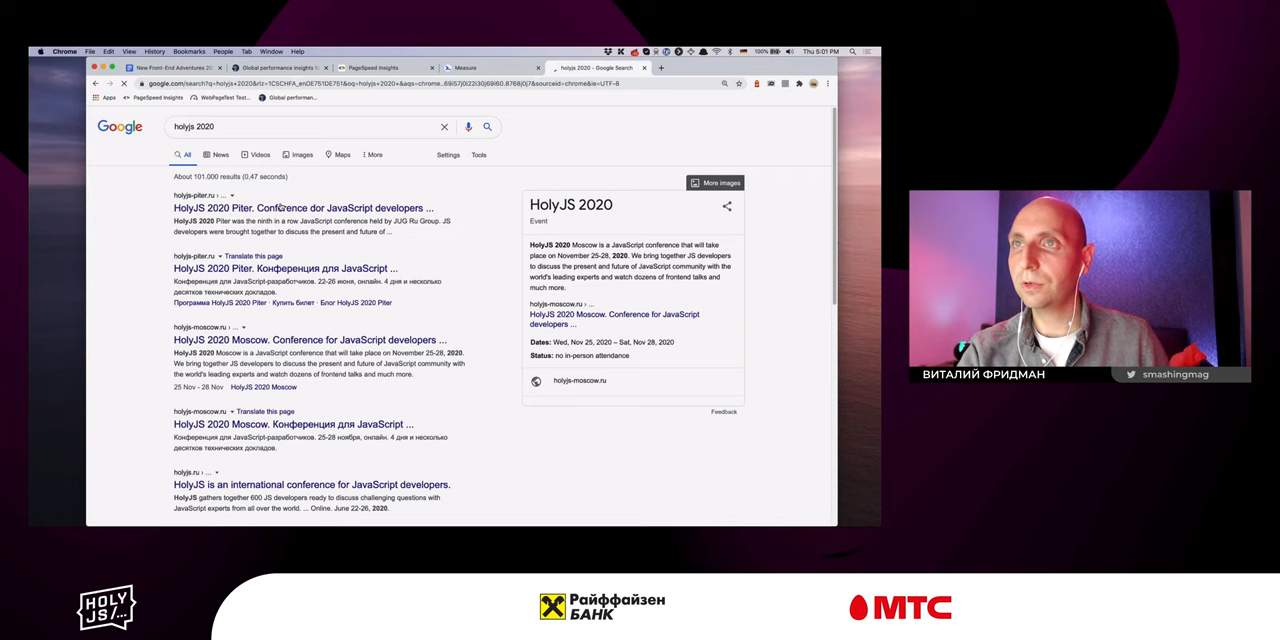 Chrome File Edit View History Bookmarks People Tab Window Help
100% Thu 5:01 PM
New Front-End Adventures 20 Global performance insights fo PageSpeed Insights Measure holyjs 2020 - Google Search
Apps PageSpeed Insights WebPageTest Test... Global performan...
Google
holyjs 2020
All News Videos Images Maps More Settings Tools
About 101,000 results (0,47 seconds)
holyjs-piter.ru › ...
HolyJS 2020 Piter. Conference dor JavaScript developers ...
HolyJS 2020 Piter was the ninth in a row JavaScript conference held by JUG Ru Group. JS
developers were brought together to discuss the present and future of ...
holyjs-piter.ru Translate this page
HolyJS 2020 Piter. Конференция для JavaScript ...
Конференция для JavaScript-разработчиков. 22-26 июня, онлайн. 4 дня и несколько
десятков технических докладов.
Программа HolyJS 2020 Piter · Купить билет · Блог HolyJS 2020 Piter
holyjs-moscow.ru › ...
HolyJS 2020 Moscow. Conference for JavaScript developers ...
HolyJS 2020 Moscow is a JavaScript conference that will take place on November 25-28, 2020.
We bring together JS developers to discuss the present and future of JavaScript community with
the world's leading experts and watch dozens of frontend talks and much more.
25 Nov - 28 Nov HolyJS 2020 Moscow
holyjs-moscow.ru Translate this page
HolyJS 2020 Moscow. Конференция для JavaScript ...
Конференция для JavaScript-разработчиков. 25-28 ноября, онлайн. 4 дня и несколько
десятков технических докладов.
holyjs.ru › ...
HolyJS is an international conference for JavaScript developers.
HolyJS gathers together 600 JS developers ready to discuss challenging questions with
JavaScript experts from all over the world. ... Online. June 22-26, 2020.
More images
HolyJS 2020
Event
HolyJS 2020 Moscow is a JavaScript conference that will take
place on November 25-28, 2020. We bring together JS developers
to discuss the present and future of JavaScript community with
the world's leading experts and watch dozens of frontend talks and
much more.
holyjs-moscow.ru › ...
HolyJS 2020 Moscow. Conference for JavaScript
developers ...
Dates: Wed, Nov 25, 2020 – Sat, Nov 28, 2020
Status: no in-person attendance
holyjs-moscow.ru
Feedback
ВИТАЛИЙ ФРИДМАН
smashingmag
HOLY
JS/...
Райффайзен
БАНК
МТС